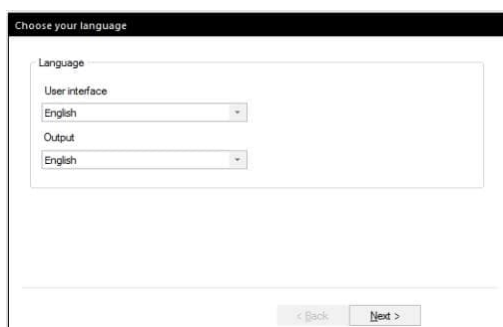 Choose your language
Language
User interface
English
Output
English
< Back Next >